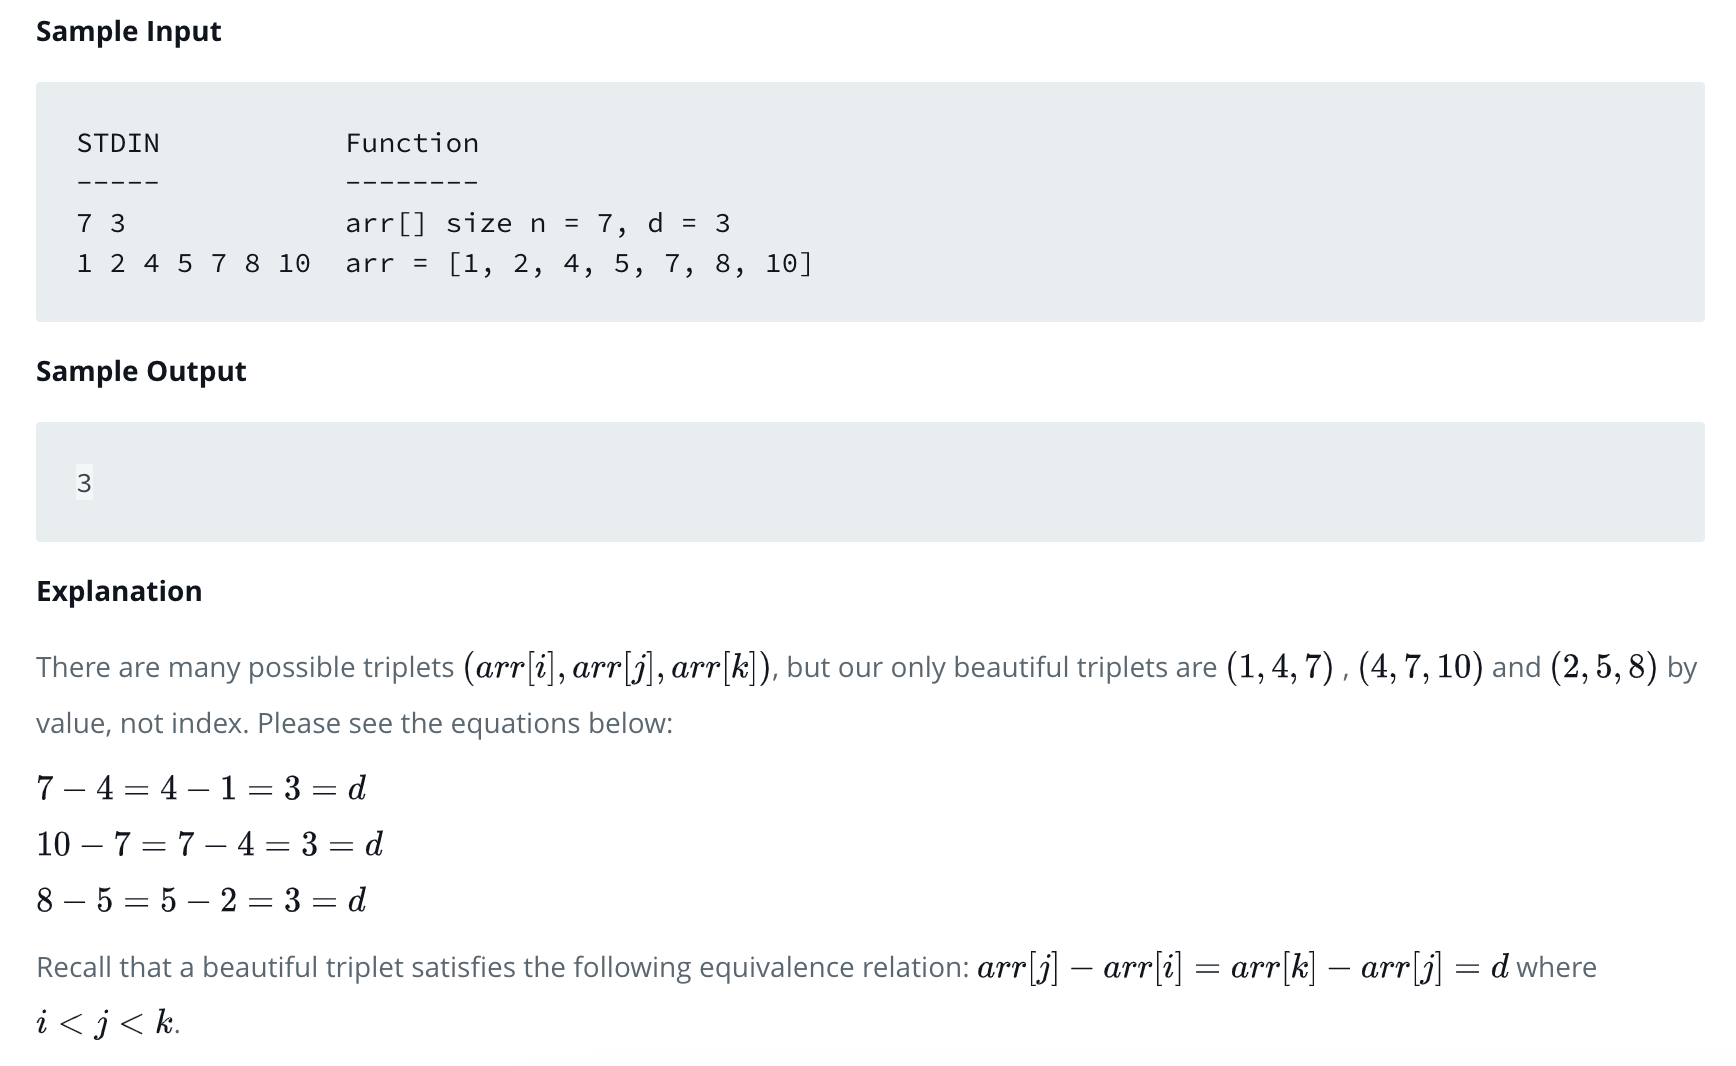 Sample Input
STDIN           Function
-----           --------
7 3             arr[] size n = 7, d = 3
1 2 4 5 7 8 10  arr = [1, 2, 4, 5, 7, 8, 10]
Sample Output
3
Explanation
There are many possible triplets (arr[i], arr[j], arr[k]), but our only beautiful triplets are (1, 4, 7) , (4, 7, 10) and (2, 5, 8) by
value, not index. Please see the equations below:
7 − 4 = 4 − 1 = 3 = d
10 − 7 = 7 − 4 = 3 = d
8 − 5 = 5 − 2 = 3 = d
Recall that a beautiful triplet satisfies the following equivalence relation: arr[j] − arr[i] = arr[k] − arr[j] = d where
i < j < k.